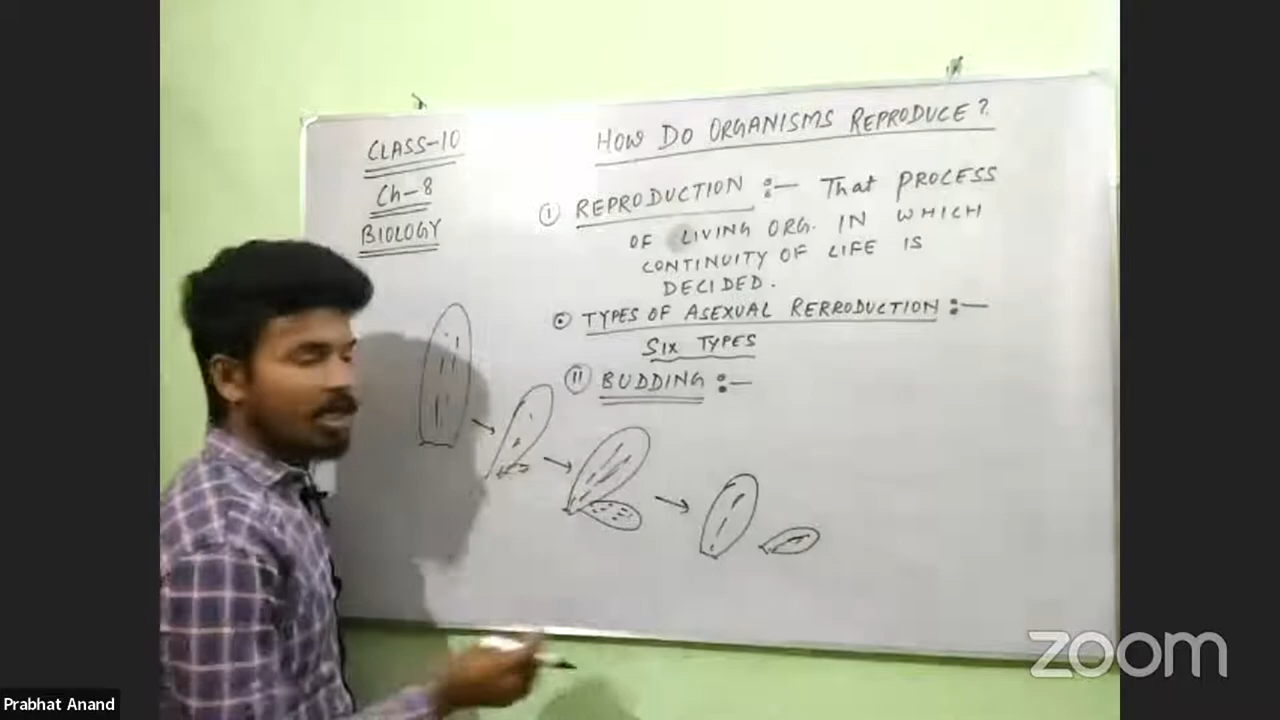 CLASS-10
Ch-8
BIOLOGY
HOW DO ORGANISMS REPRODUCE?
I REPRODUCTION :- That PROCESS
OF LIVING ORG. IN WHICH
CONTINUITY OF LIFE IS
DECIDED.
TYPES OF ASEXUAL RERRODUCTION :-
SIX TYPES
II BUDDING :-
zoom
Prabhat Anand